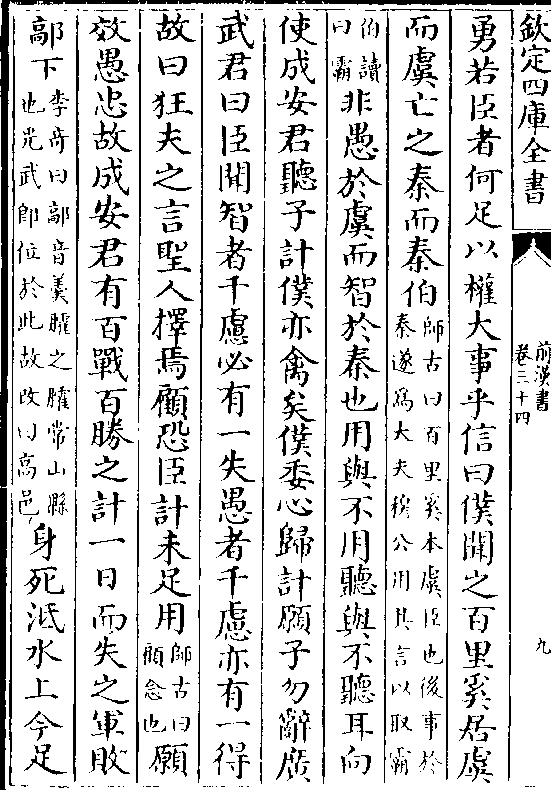 欽定四庫全書
前漢書
卷三十四
九
勇若臣者何足以權大事乎信曰僕聞之百里奚居虞
而虞亡之秦而秦伯師古曰百里奚本虞臣也後事於秦遂為大夫穆公用其言以取霸
伯讀曰霸非愚於虞而智於秦也用與不用聽與不聽耳向
使成安君聽子計僕亦禽矣僕委心歸計願子勿辭廣
武君曰臣聞智者千慮必有一失愚者千慮亦有一得
故曰狂夫之言聖人擇焉顧恐臣計未足用師古曰顧念也願
效愚忠故成安君有百戰百勝之計一日而失之軍敗
鄗下李奇曰鄗音羹臛之臛常山縣也光武即位於此故改曰高邑身死泜水上今足